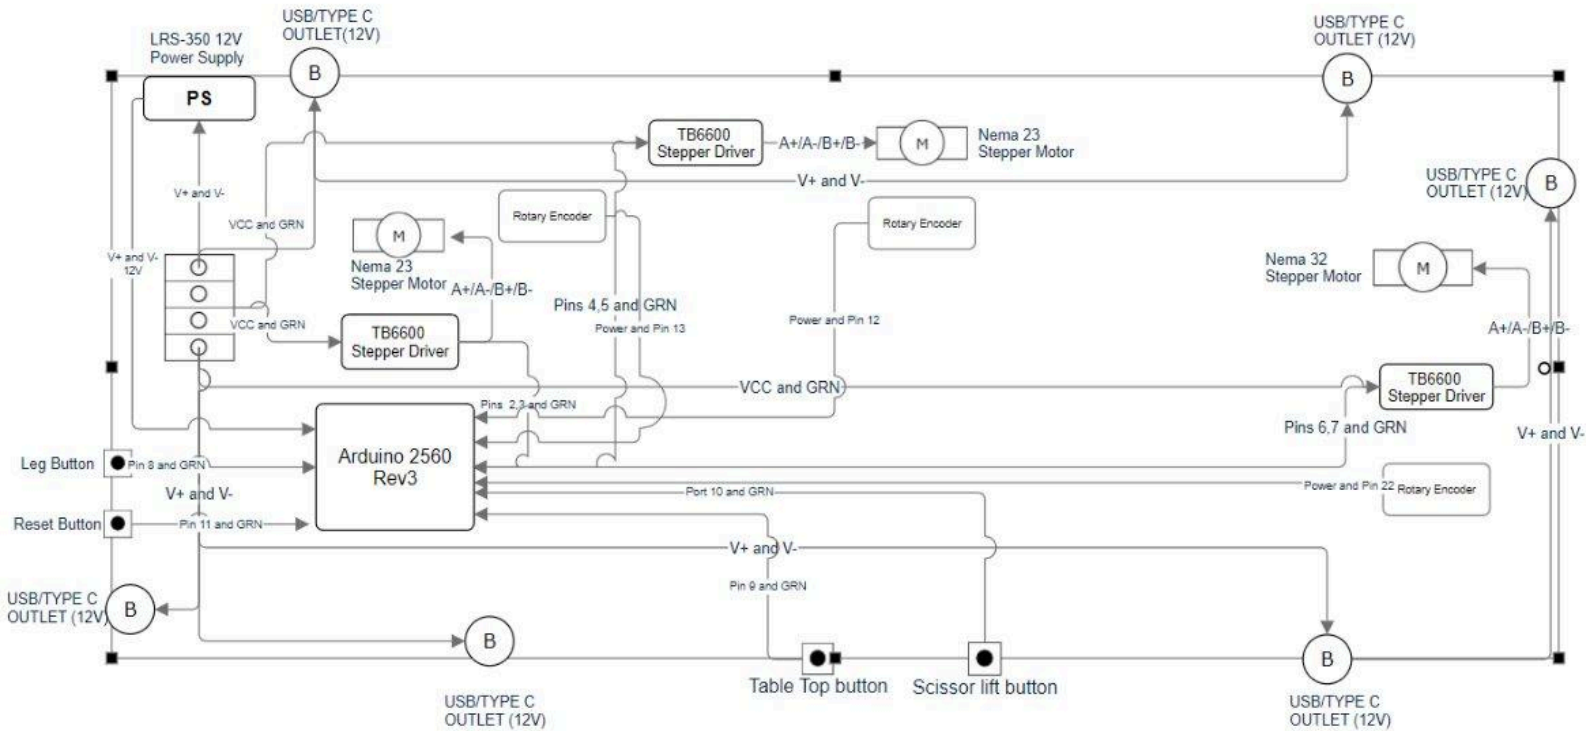 USB/TYPE C
OUTLET(12V)
USB/TYPE C
OUTLET (12V)
LRS-350 12V
Power Supply
B
B
PS
TB6600
Stepper Driver
A+/A-/B+/B-
M
Nema 23
Stepper Motor
V+ and V-
USB/TYPE C
OUTLET (12V)
B
V+ and V-
VCC and GRN
Rotary Encoder
Rotary Encoder
M
Nema 23
Stepper Motor
A+/A-/B+/B-
V+ and V-
12V
Nema 32
Stepper Motor
M
Pins 4,5 and GRN
VCC and GRN
TB6600
Stepper Driver
Power and Pin 13
Power and Pin 12
A+/A-/B+/B-
VCC and GRN
TB6600
Stepper Driver
Pins 2,3 and GRN
Pins 6,7 and GRN
V+ and V-
Arduino 2560
Rev3
Leg Button
Pin 8 and GRN
V+ and V-
Port 10 and GRN
Power and Pin 22
Rotary Encoder
Reset Button
Pin 11 and GRN
V+ and V-
Pin 9 and GRN
USB/TYPE C
OUTLET (12V)
B
B
B
Table Top button
Scissor lift button
USB/TYPE C
OUTLET (12V)
USB/TYPE C
OUTLET (12V)